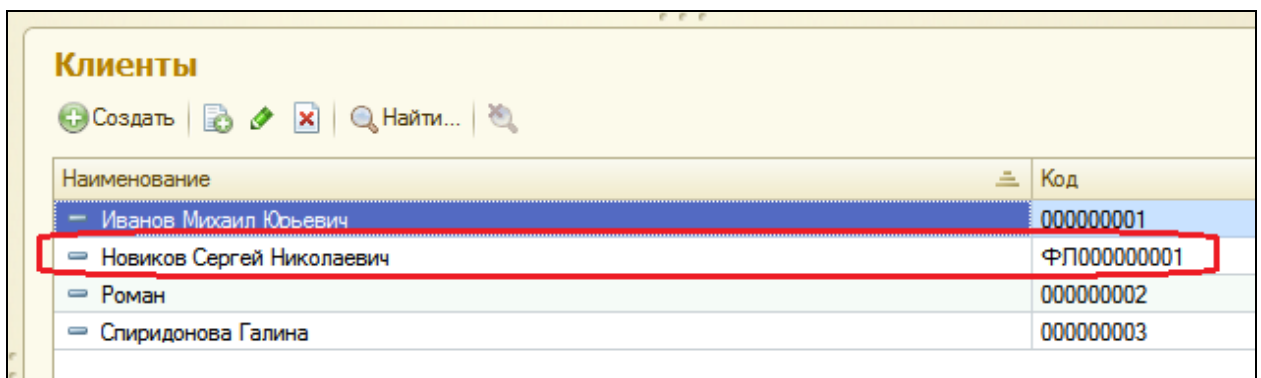 Клиенты
Создать Найти...
Наименование Код
Иванов Михаил Юрьевич 000000001
Новиков Сергей Николаевич ФЛ000000001
Роман 000000002
Спиридонова Галина 000000003